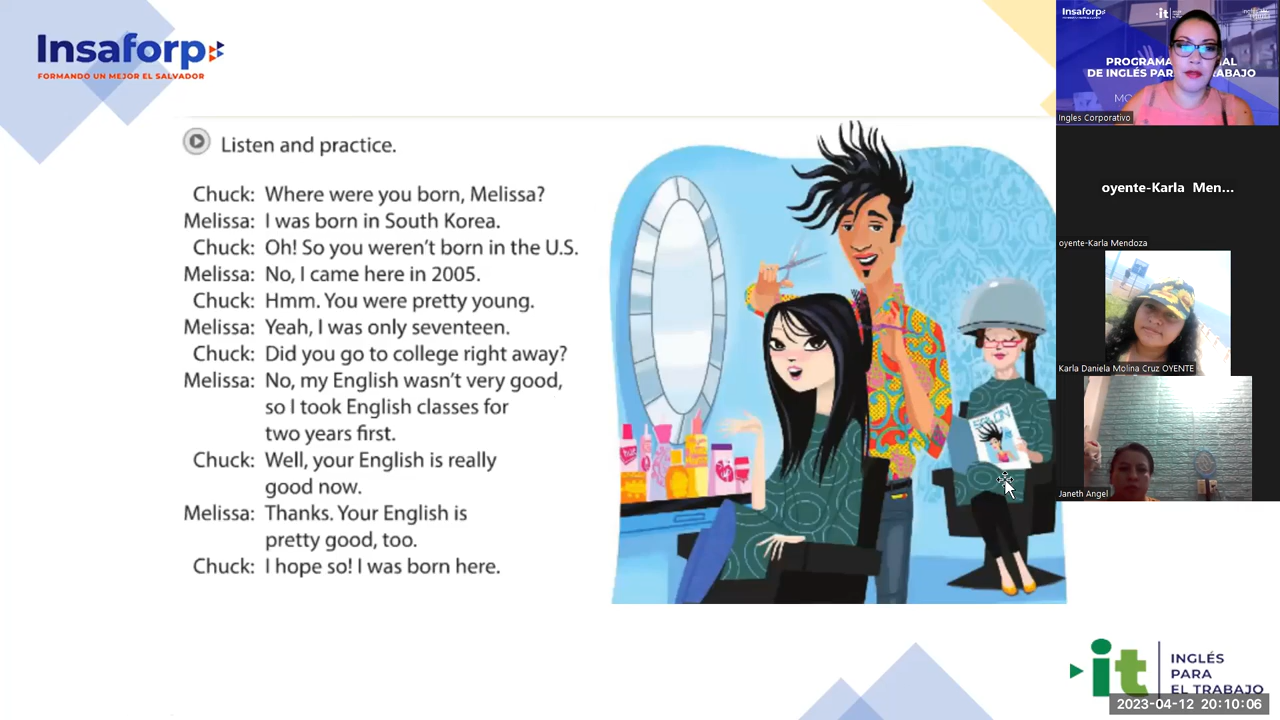 Insaforp
FORMANDO UN MEJOR EL SALVADOR
Listen and practice.
Chuck: Where were you born, Melissa?
Melissa: I was born in South Korea.
Chuck: Oh! So you weren't born in the U.S.
Melissa: No, I came here in 2005.
Chuck: Hmm. You were pretty young.
Melissa: Yeah, I was only seventeen.
Chuck: Did you go to college right away?
Melissa: No, my English wasn't very good,
so I took English classes for
two years first.
Chuck: Well, your English is really
good now.
Melissa: Thanks. Your English is
pretty good, too.
Chuck: I hope so! I was born here.
Insaforp
it
PROGRAMA
DE INGLÉS
Ingles Corporativo
oyente-Karla Men...
oyente-Karla Mendoza
Karla Daniela Molina Cruz OYENTE
Janeth Angel
it
INGLÉS
PARA
EL TRABAJO
2023-04-12 20:10:06